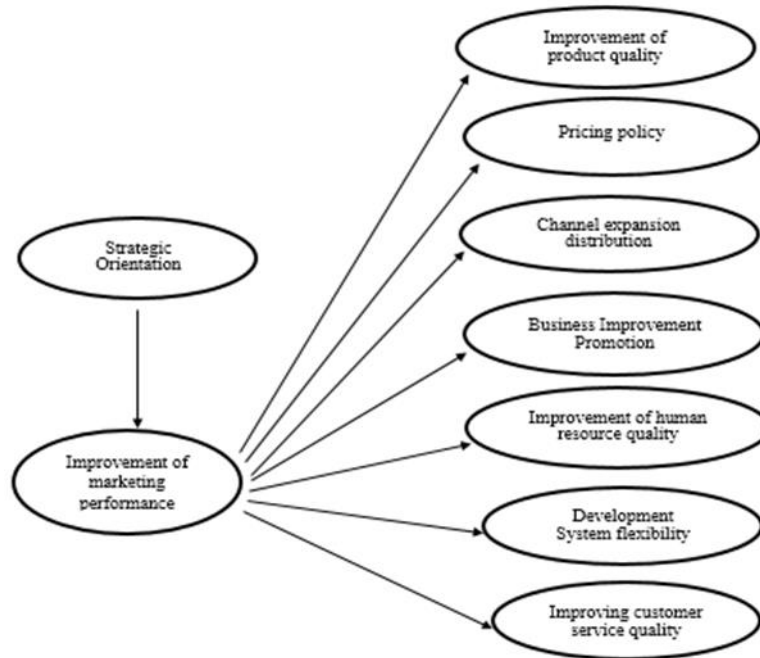 Improvement of
product quality
Pricing policy
Channel expansion
distribution
Strategic
Orientation
Business Improvement
Promotion
Improvement of human
resource quality
Improvement of
marketing
performance
Development
System flexibility
Improving customer
service quality